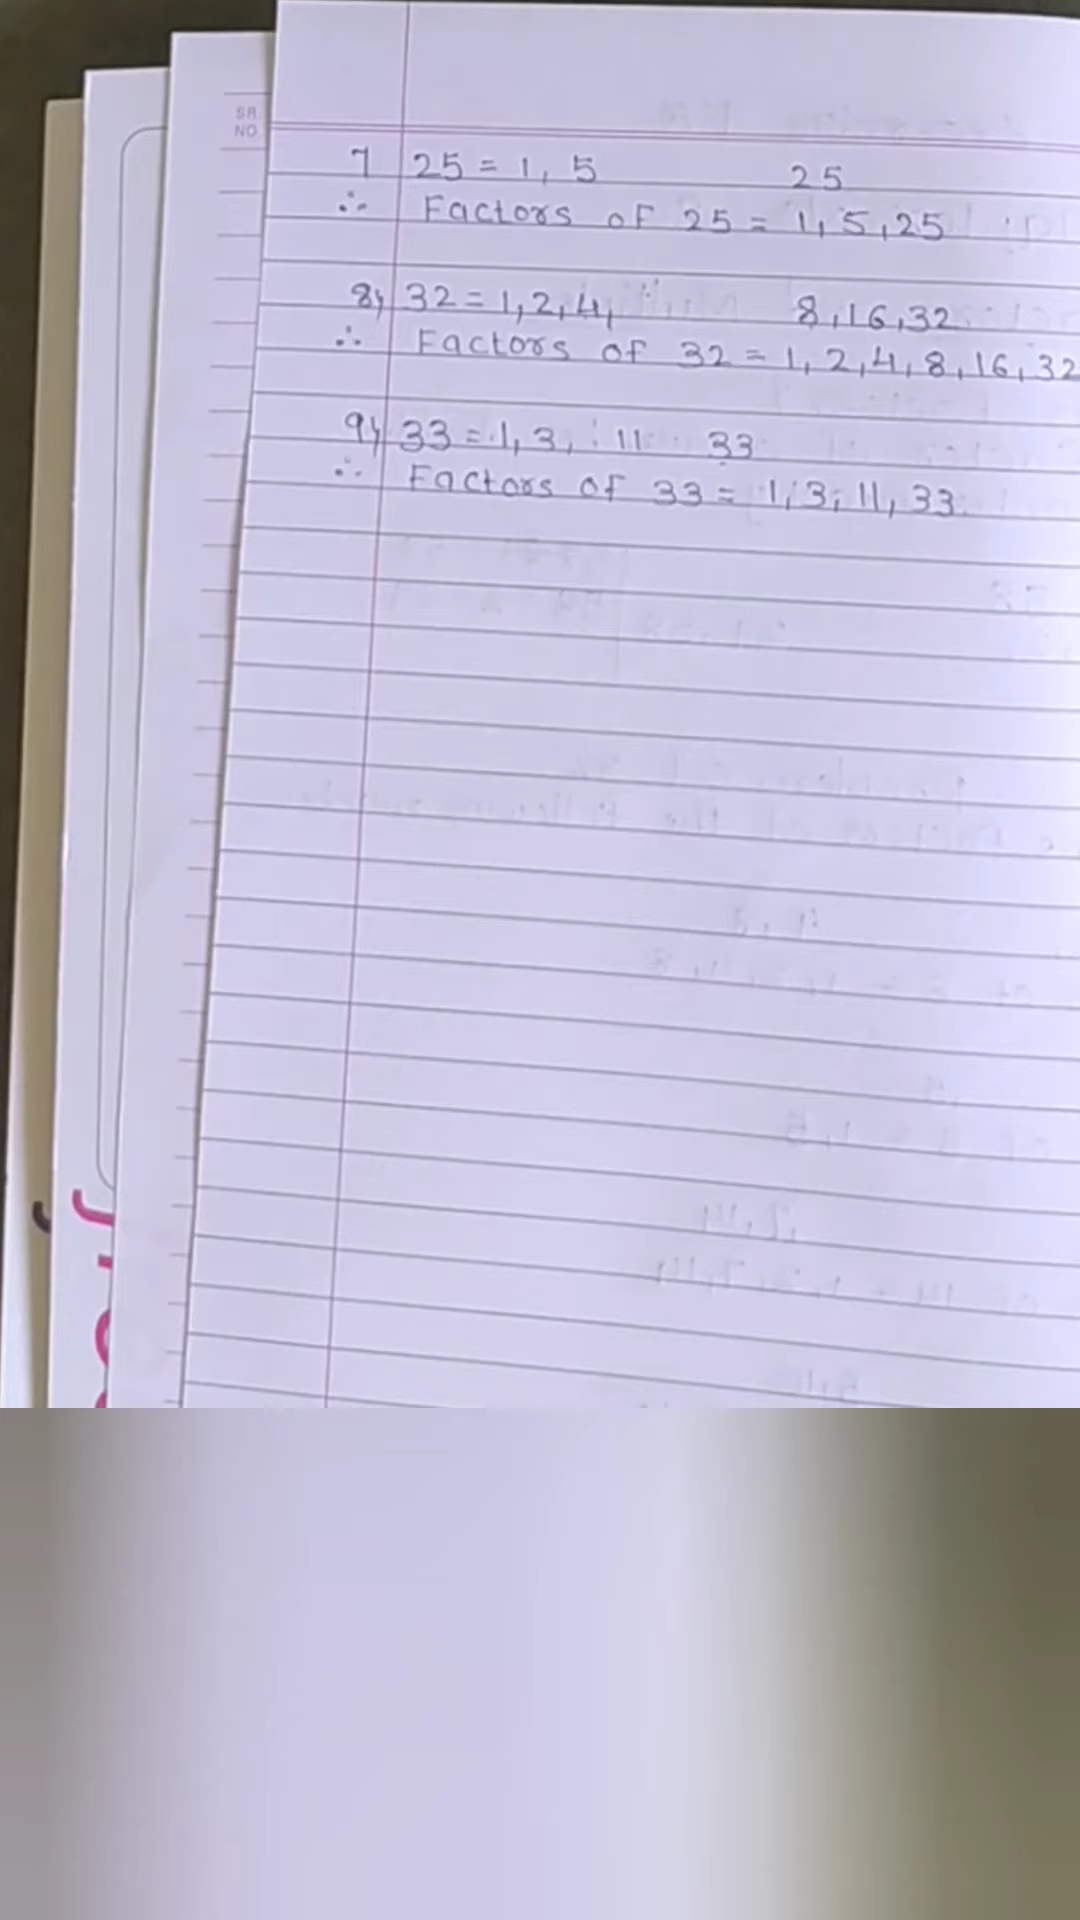 SR.
NO.
7 25 = 1, 5 25
∴ Factors of 25 = 1, 5, 25
8) 32 = 1, 2, 4, 8, 16, 32
∴ Factors of 32 = 1, 2, 4, 8, 16, 32
9) 33 = 1, 3, 11 33
∴ Factors of 33 = 1, 3, 11, 33